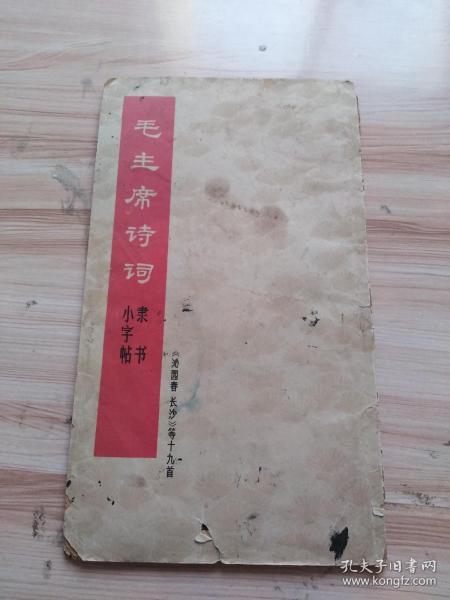 毛主席诗词
隶书
小字帖
《沁园春 长沙》等十九首
孔夫子旧书网
www.kongfz.com